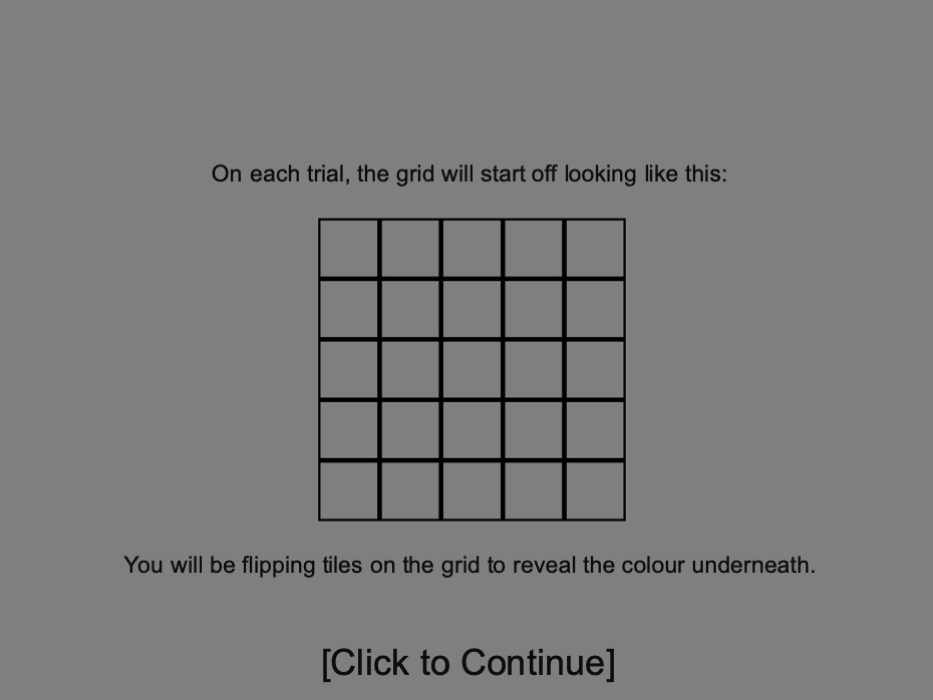 On each trial, the grid will start off looking like this:
You will be flipping tiles on the grid to reveal the colour underneath.
[Click to Continue]